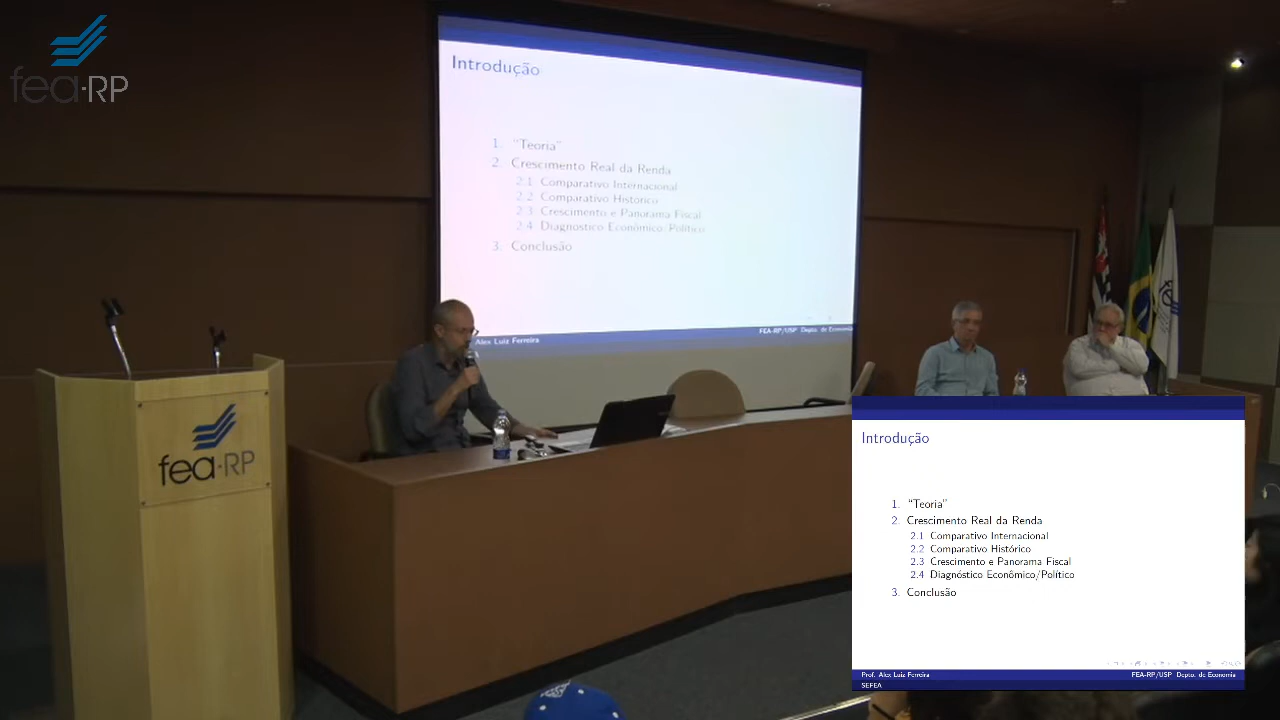 fea-RP
Introdução
1. "Teoria"
2. Crescimento Real da Renda
2.1 Comparativo Internacional
2.2 Comparativo Histórico
2.3 Crescimento e Panorama Fiscal
2.4 Diagnóstico Econômico/Político
3. Conclusão
Alex Luiz Ferreira
FEA-RP/USP Depto. de Economia
fea-RP
Introdução
1. "Teoria"
2. Crescimento Real da Renda
2.1 Comparativo Internacional
2.2 Comparativo Histórico
2.3 Crescimento e Panorama Fiscal
2.4 Diagnóstico Econômico/Político
3. Conclusão
Prof. Alex Luiz Ferreira
FEA-RP/USP Depto. de Economia
SEFEA